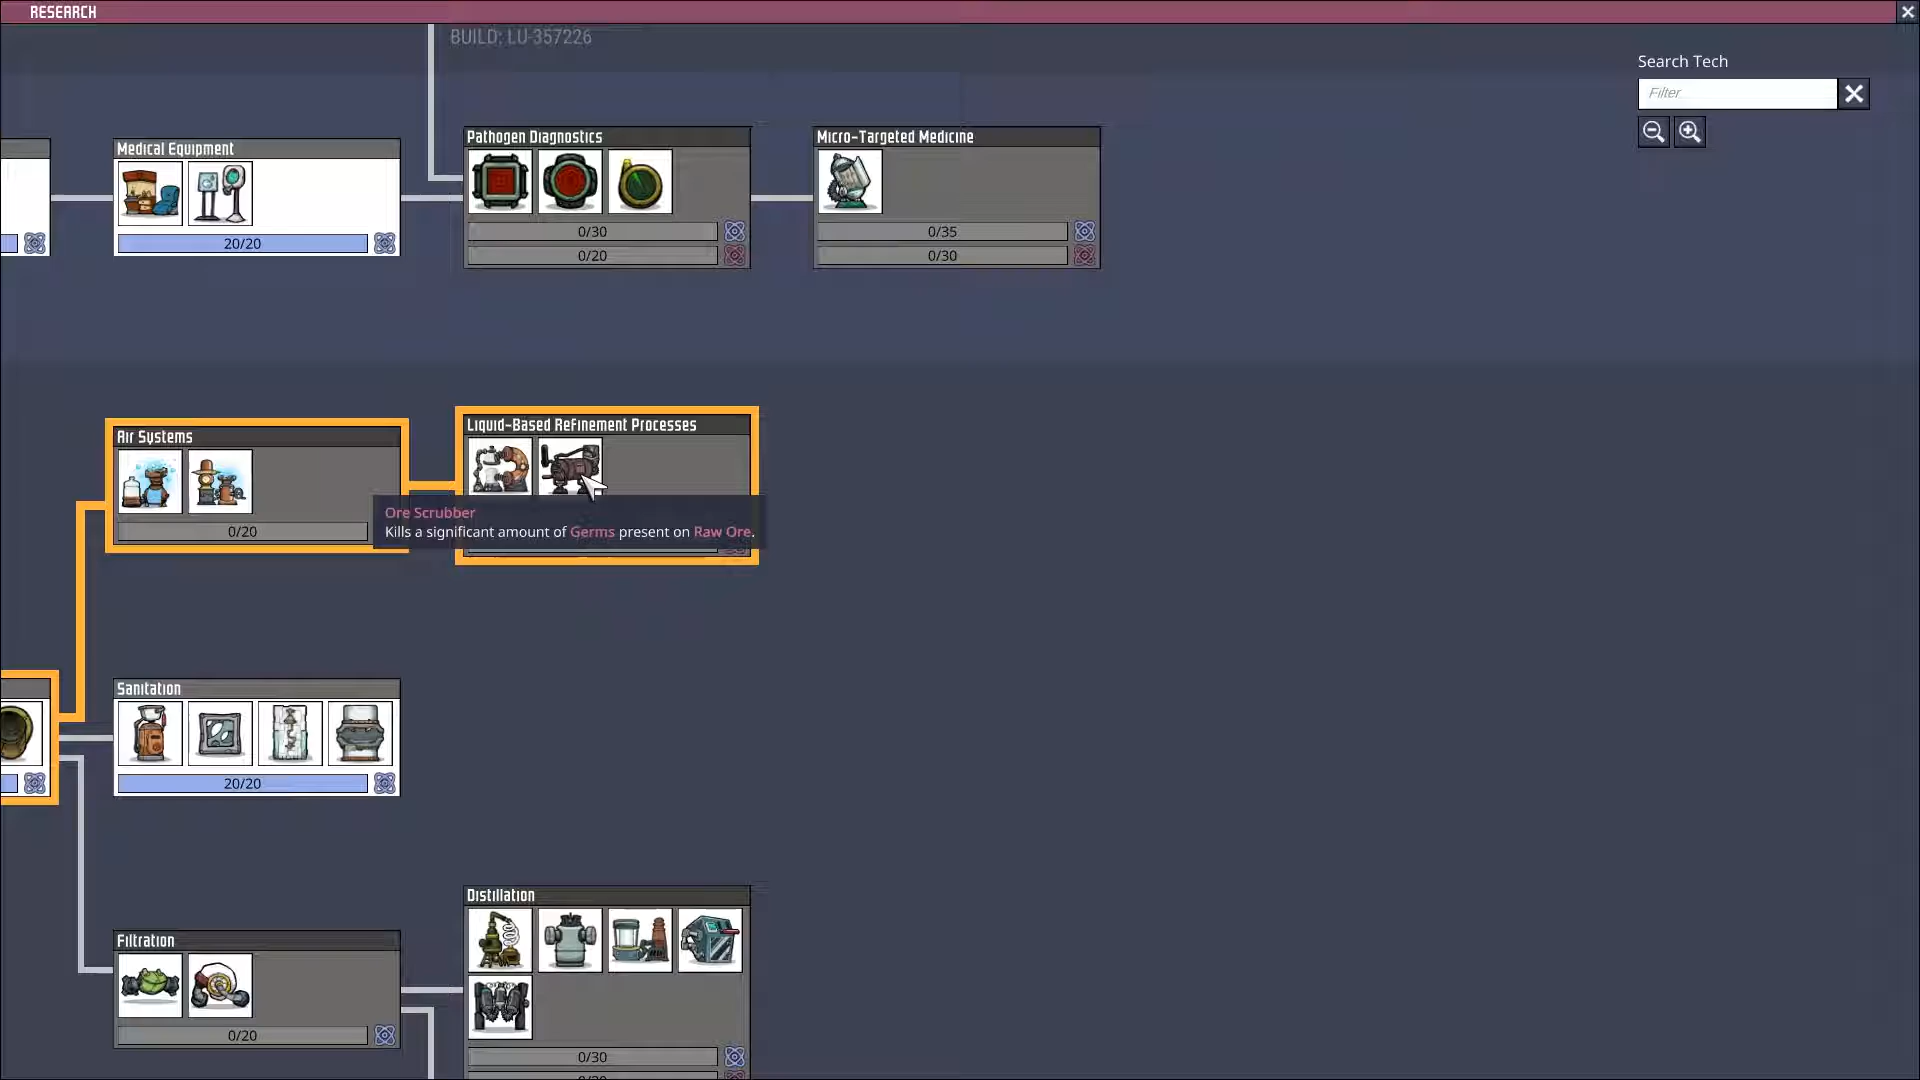 RESEARCH
BUILD: LU-357226
Search Tech
Filter
Medical Equipment
20/20
Pathogen Diagnostics
0/30
0/20
Micro-Targeted Medicine
0/35
0/30
Air Systems
0/20
Liquid-Based Refinement Processes
Ore Scrubber
Kills a significant amount of Germs present on Raw Ore.
Sanitation
20/20
Filtration
0/20
Distillation
0/30